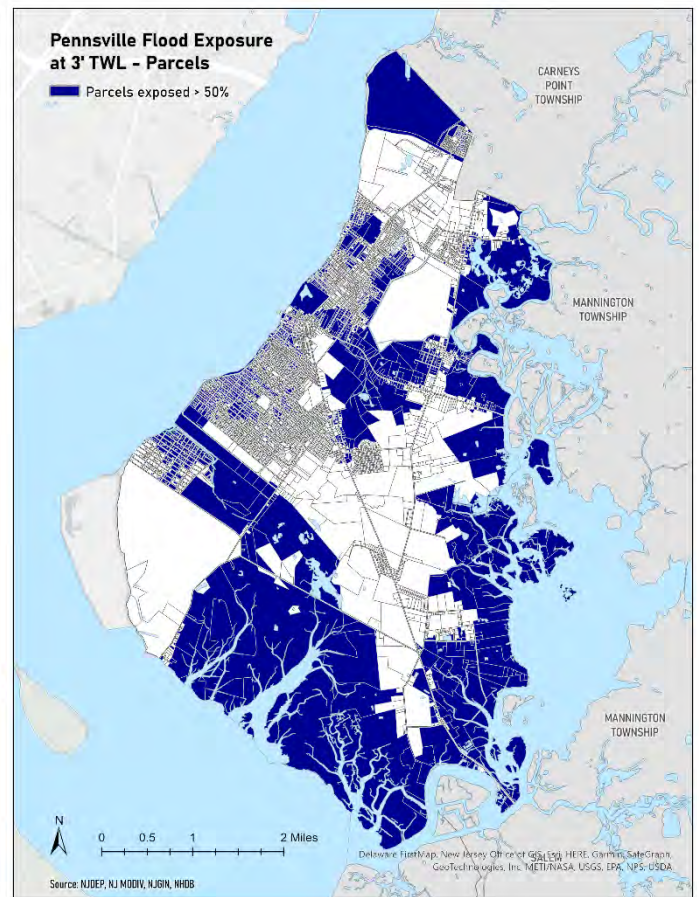 Pennsville Flood Exposure
at 3' TWL - Parcels
Parcels exposed > 50%
CARNEYS
POINT
TOWNSHIP
MANNINGTON
TOWNSHIP
MANNINGTON
TOWNSHIP
SALEM
N
0 0.5 1 2 Miles
Delaware FirstMap, New Jersey Office of GIS, Esri, HERE, Garmin, SafeGraph,
GeoTechnologies, Inc, METI/NASA, USGS, EPA, NPS, USDA
Source: NJDEP, NJ MODIV, NJGIN, NHDB